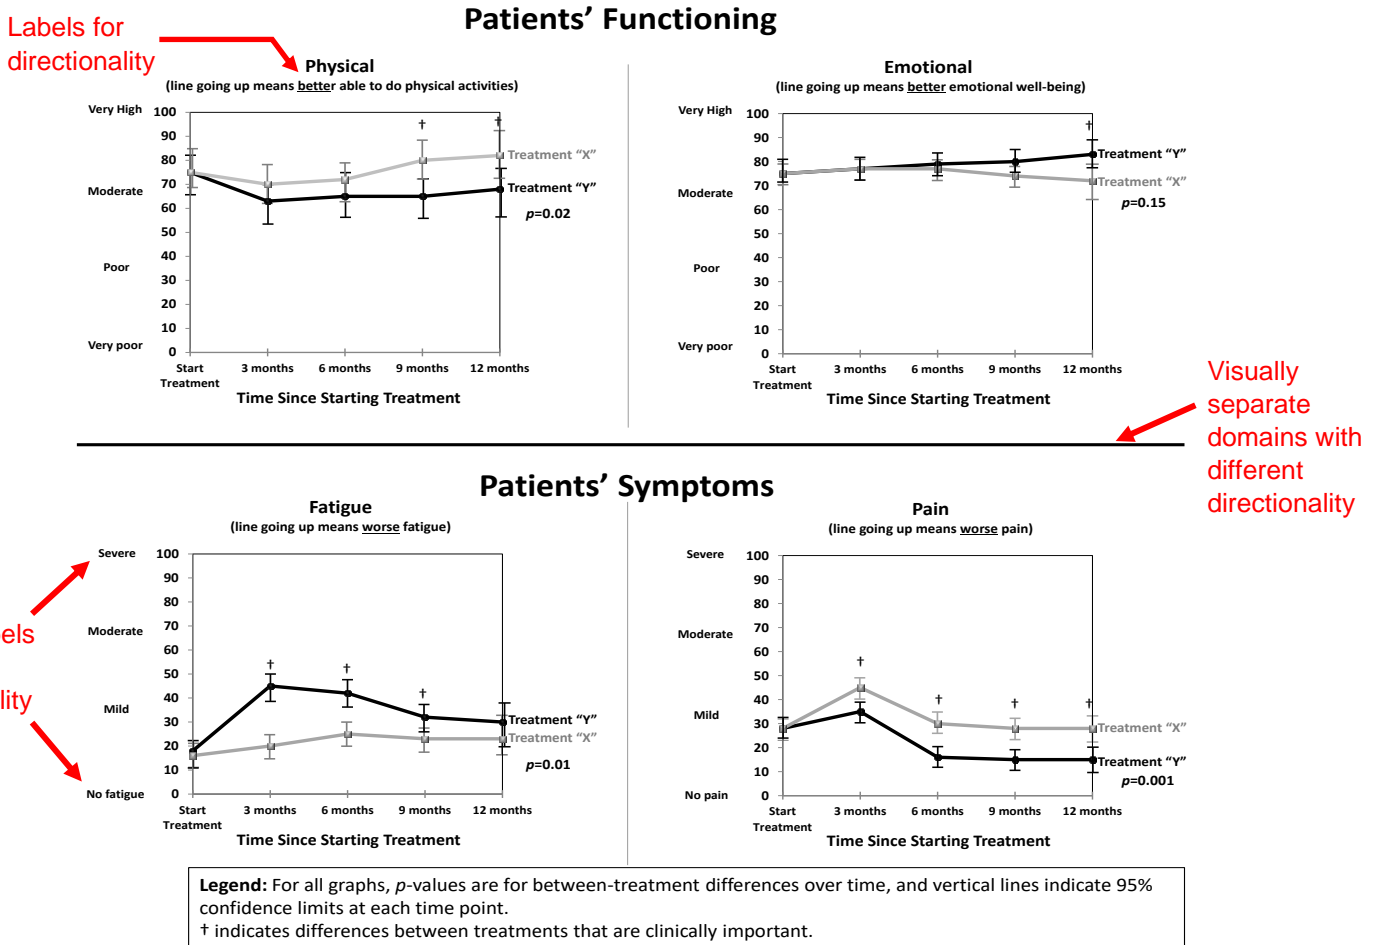 Patients’ Functioning
Labels for
directionality
Physical
(line going up means better able to do physical activities)
Very High
Moderate
Poor
Very poor
100
90
80
70
60
50
40
30
20
10
0
†
†
Treatment “X”
Treatment “Y”
p=0.02
Start
Treatment
3 months
6 months
9 months
12 months
Time Since Starting Treatment
Emotional
(line going up means better emotional well-being)
Very High
Moderate
Poor
Very poor
100
90
80
70
60
50
40
30
20
10
0
†
Treatment “Y”
Treatment “X”
p=0.15
Start
Treatment
3 months
6 months
9 months
12 months
Time Since Starting Treatment
Visually
separate
domains with
different
directionality
Patients’ Symptoms
Fatigue
(line going up means worse fatigue)
Severe
Moderate
Mild
No fatigue
els
lity
100
90
80
70
60
50
40
30
20
10
0
†
†
†
Treatment “Y”
Treatment “X”
p=0.01
Start
Treatment
3 months
6 months
9 months
12 months
Time Since Starting Treatment
Pain
(line going up means worse pain)
Severe
Moderate
Mild
No pain
100
90
80
70
60
50
40
30
20
10
0
†
†
†
†
Treatment “X”
Treatment “Y”
p=0.001
Start
Treatment
3 months
6 months
9 months
12 months
Time Since Starting Treatment
Legend: For all graphs, p-values are for between-treatment differences over time, and vertical lines indicate 95%
confidence limits at each time point.
† indicates differences between treatments that are clinically important.